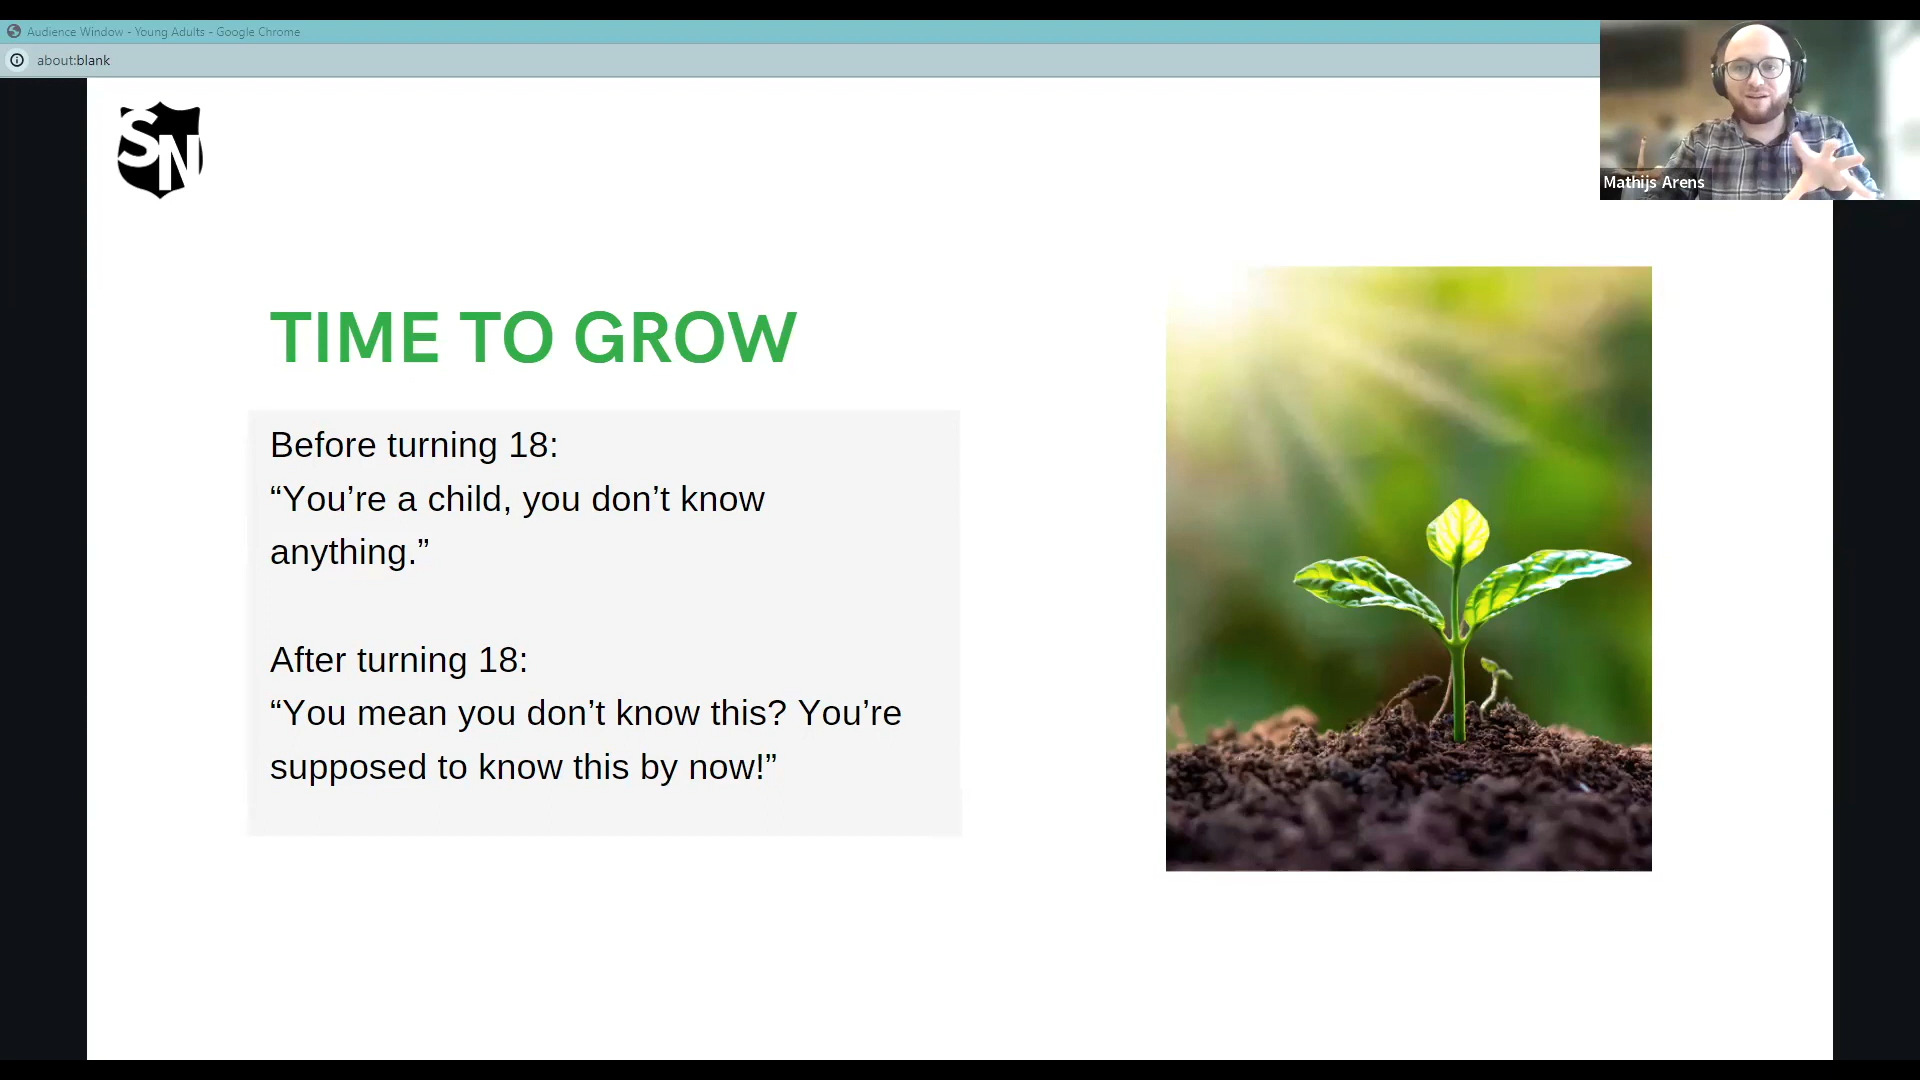 Audience Window - Young Adults - Google Chrome
about:blank
Mathijs Arens
SN
TIME TO GROW
Before turning 18:
“You’re a child, you don’t know
anything.”
After turning 18:
“You mean you don’t know this? You’re
supposed to know this by now!”